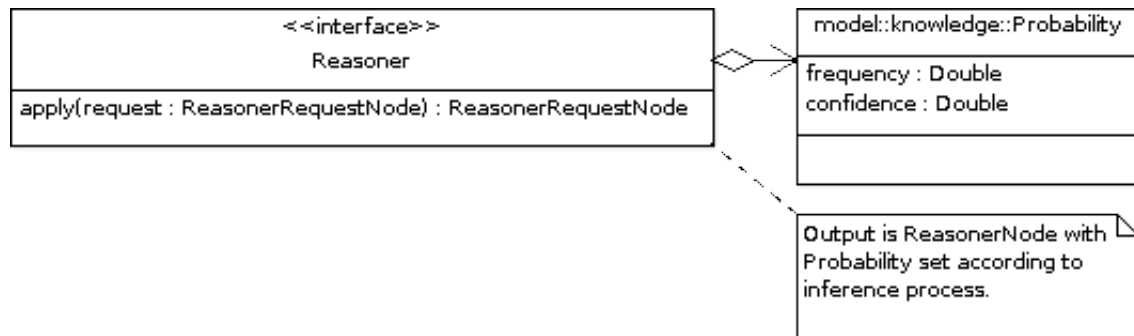 <<interface>>
Reasoner
apply(request : ReasonerRequestNode) : ReasonerRequestNode
model::knowledge::Probability
frequency : Double
confidence : Double
Output is ReasonerNode with
Probability set according to
inference process.